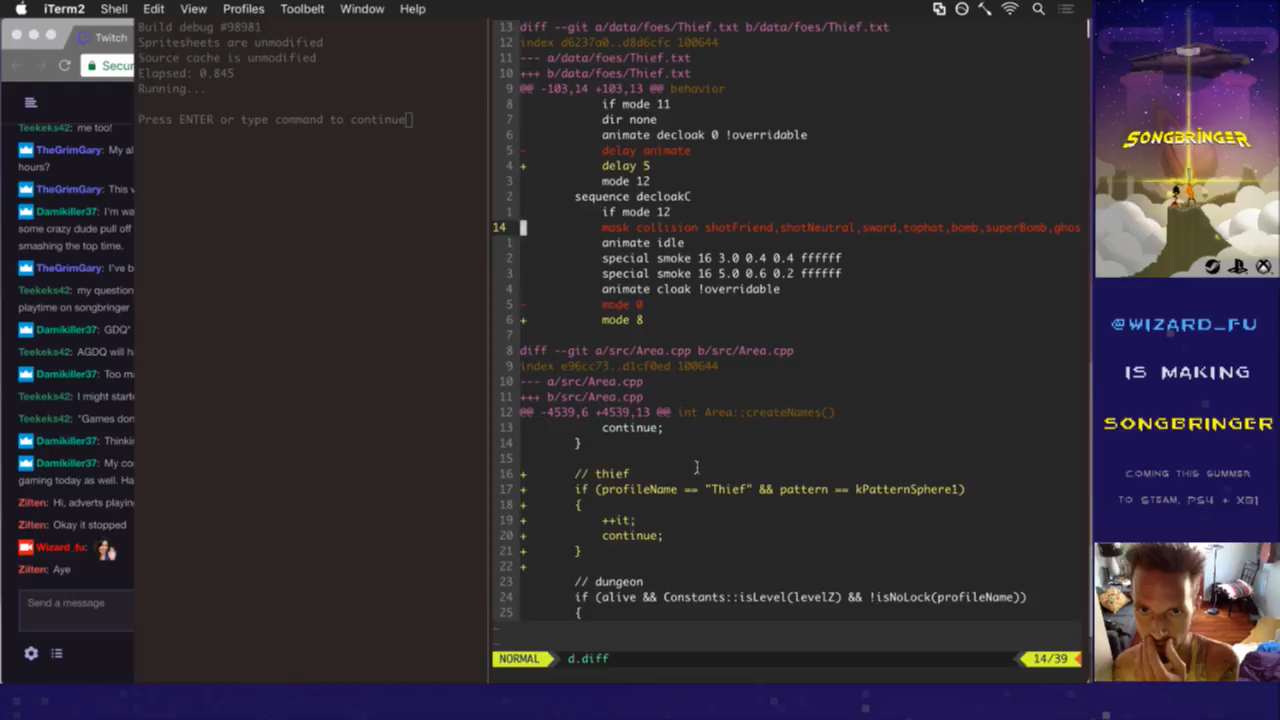 iTerm2 Shell Edit View Profiles Toolbelt Window Help
Twitch
Secur
Teekeks42: me too!
TheGrimGary: My al
hours?
TheGrimGary: This v
Damikiller37: I'm wa
some crazy dude pull off
smashing the top time.
TheGrimGary: I've b
Teekeks42: my question
playtime on songbringer
Damikiller37: GDQ*
Teekeks42: AGDQ will ha
Damikiller37: Too ma
Teekeks42: I might starte
Teekeks42: "Games don
Damikiller37: Thinki
Damikiller37: My co
gaming today as well. Ha
Zilten: Hi, adverts playing
Zilten: Okay it stopped
Wizard_fu:
Zilten: Aye
Send a message
Build debug #98981
Spritesheets are unmodified
Source cache is unmodified
Elapsed: 0.845
Running...
Press ENTER or type command to continue
13 diff --git a/data/foes/Thief.txt b/data/foes/Thief.txt
12 index d6237a0..d8d6cfc 100644
11 --- a/data/foes/Thief.txt
10 +++ b/data/foes/Thief.txt
9 @@ -103,14 +103,13 @@ behavior
8 if mode 11
7 dir none
6 animate decloak 0 !overridable
5 - delay animate
4 + delay 5
3 mode 12
2 sequence decloakC
1 if mode 12
14 mask collision shotFriend,shotNeutral,sword,tophat,bomb,superBomb,ghos
1 animate idle
2 special smoke 16 3.0 0.4 0.4 ffffff
3 special smoke 16 5.0 0.6 0.2 ffffff
4 animate cloak !overridable
5 - mode 0
6 + mode 8
7
8 diff --git a/src/Area.cpp b/src/Area.cpp
9 index e96cc73..d1cf0ed 100644
10 --- a/src/Area.cpp
11 +++ b/src/Area.cpp
12 @@ -4539,6 +4539,13 @@ int Area::createNames()
13 continue;
14 }
15
16 + // thief
17 + if (profileName == "Thief" && pattern == kPatternSphere1)
18 + {
19 + ++it;
20 + continue;
21 + }
22 +
23 // dungeon
24 if (alive && Constants::isLevel(levelZ) && !isNoLock(profileName))
25 {
~
~
NORMAL d.diff 14/39
SONGBRINGER
@WIZARD_FU
IS MAKING
SONGBRINGER
COMING THIS SUMMER
TO STEAM, PS4 + XB1